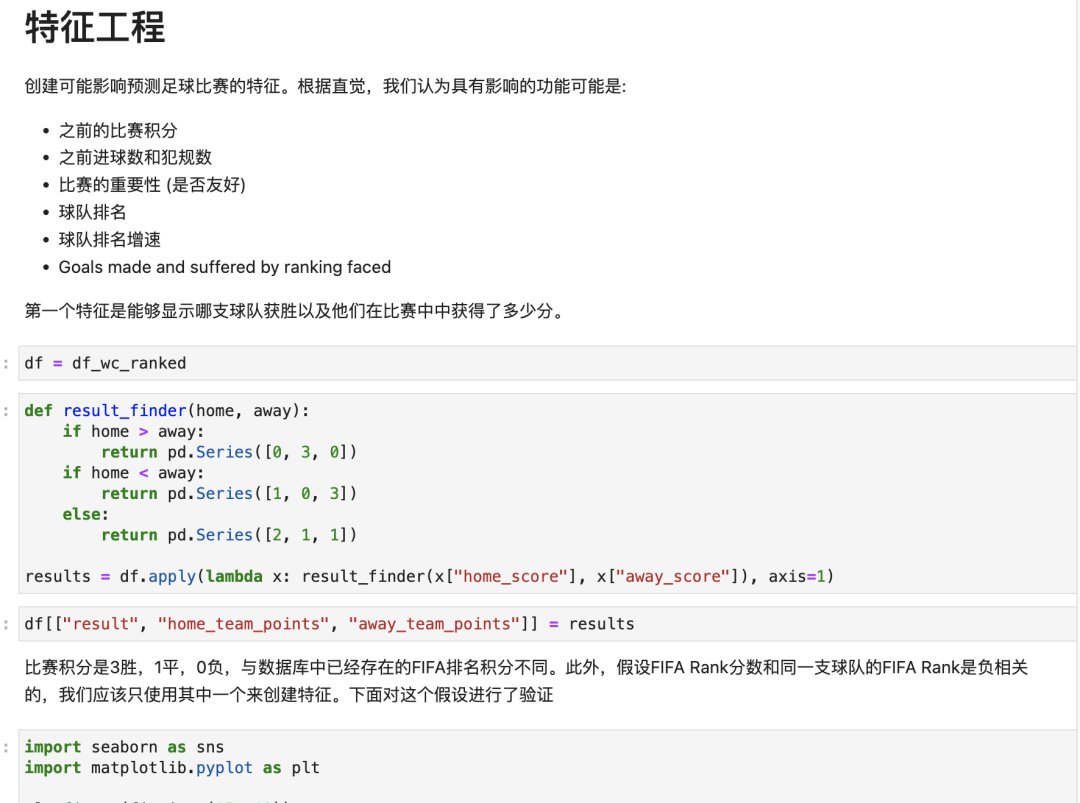 特征工程
创建可能影响预测足球比赛的特征。根据直觉，我们认为具有影响的功能可能是:
• 之前的比赛积分
• 之前进球数和犯规数
• 比赛的重要性 (是否友好)
• 球队排名
• 球队排名增速
• Goals made and suffered by ranking faced
第一个特征是能够显示哪支球队获胜以及他们在比赛中中获得了多少分。
: df = df_wc_ranked
: def result_finder(home, away):
    if home > away:
        return pd.Series([0, 3, 0])
    if home < away:
        return pd.Series([1, 0, 3])
    else:
        return pd.Series([2, 1, 1])
results = df.apply(lambda x: result_finder(x["home_score"], x["away_score"]), axis=1)
: df[["result", "home_team_points", "away_team_points"]] = results
比赛积分是3胜，1平，0负，与数据库中已经存在的FIFA排名积分不同。此外，假设FIFA Rank分数和同一支球队的FIFA Rank是负相关
的，我们应该只使用其中一个来创建特征。下面对这个假设进行了验证
: import seaborn as sns
import matplotlib.pyplot as plt